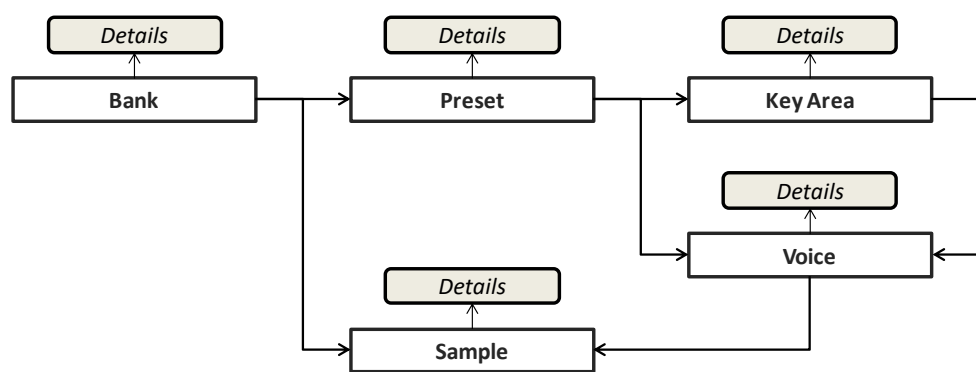 Details
Details
Details
Bank
Preset
Key Area
Details
Voice
Details
Sample